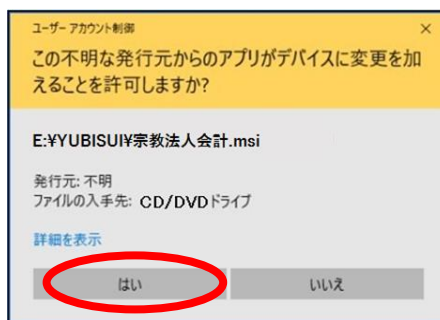 ユーザー アカウント制御
この不明な発行元からのアプリがデバイスに変更を加
えることを許可しますか?
E:¥YUBISUI¥宗教法人会計.msi
発行元: 不明
ファイルの入手先: CD/DVDドライブ
詳細を表示
はい いいえ